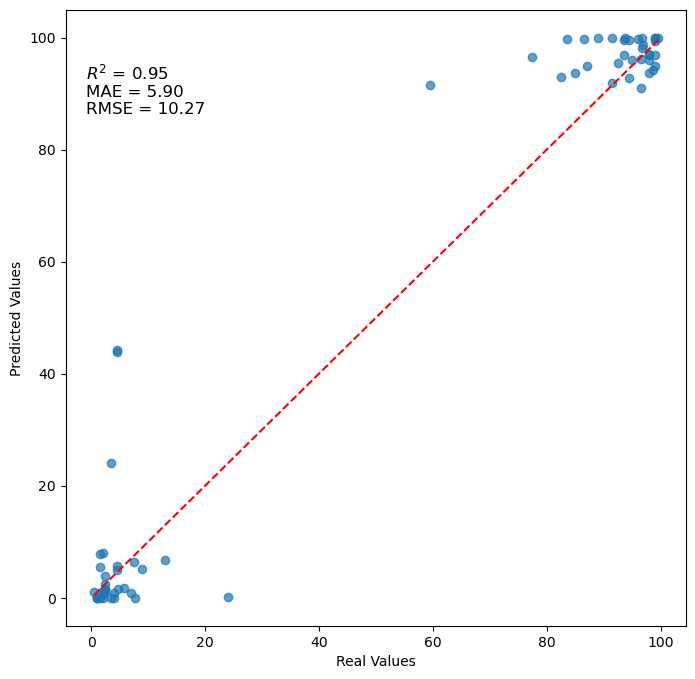 100
R² = 0.95
MAE = 5.90
RMSE = 10.27
80
60
Predicted Values
40
20
0
0 20 40 60 80 100
Real Values